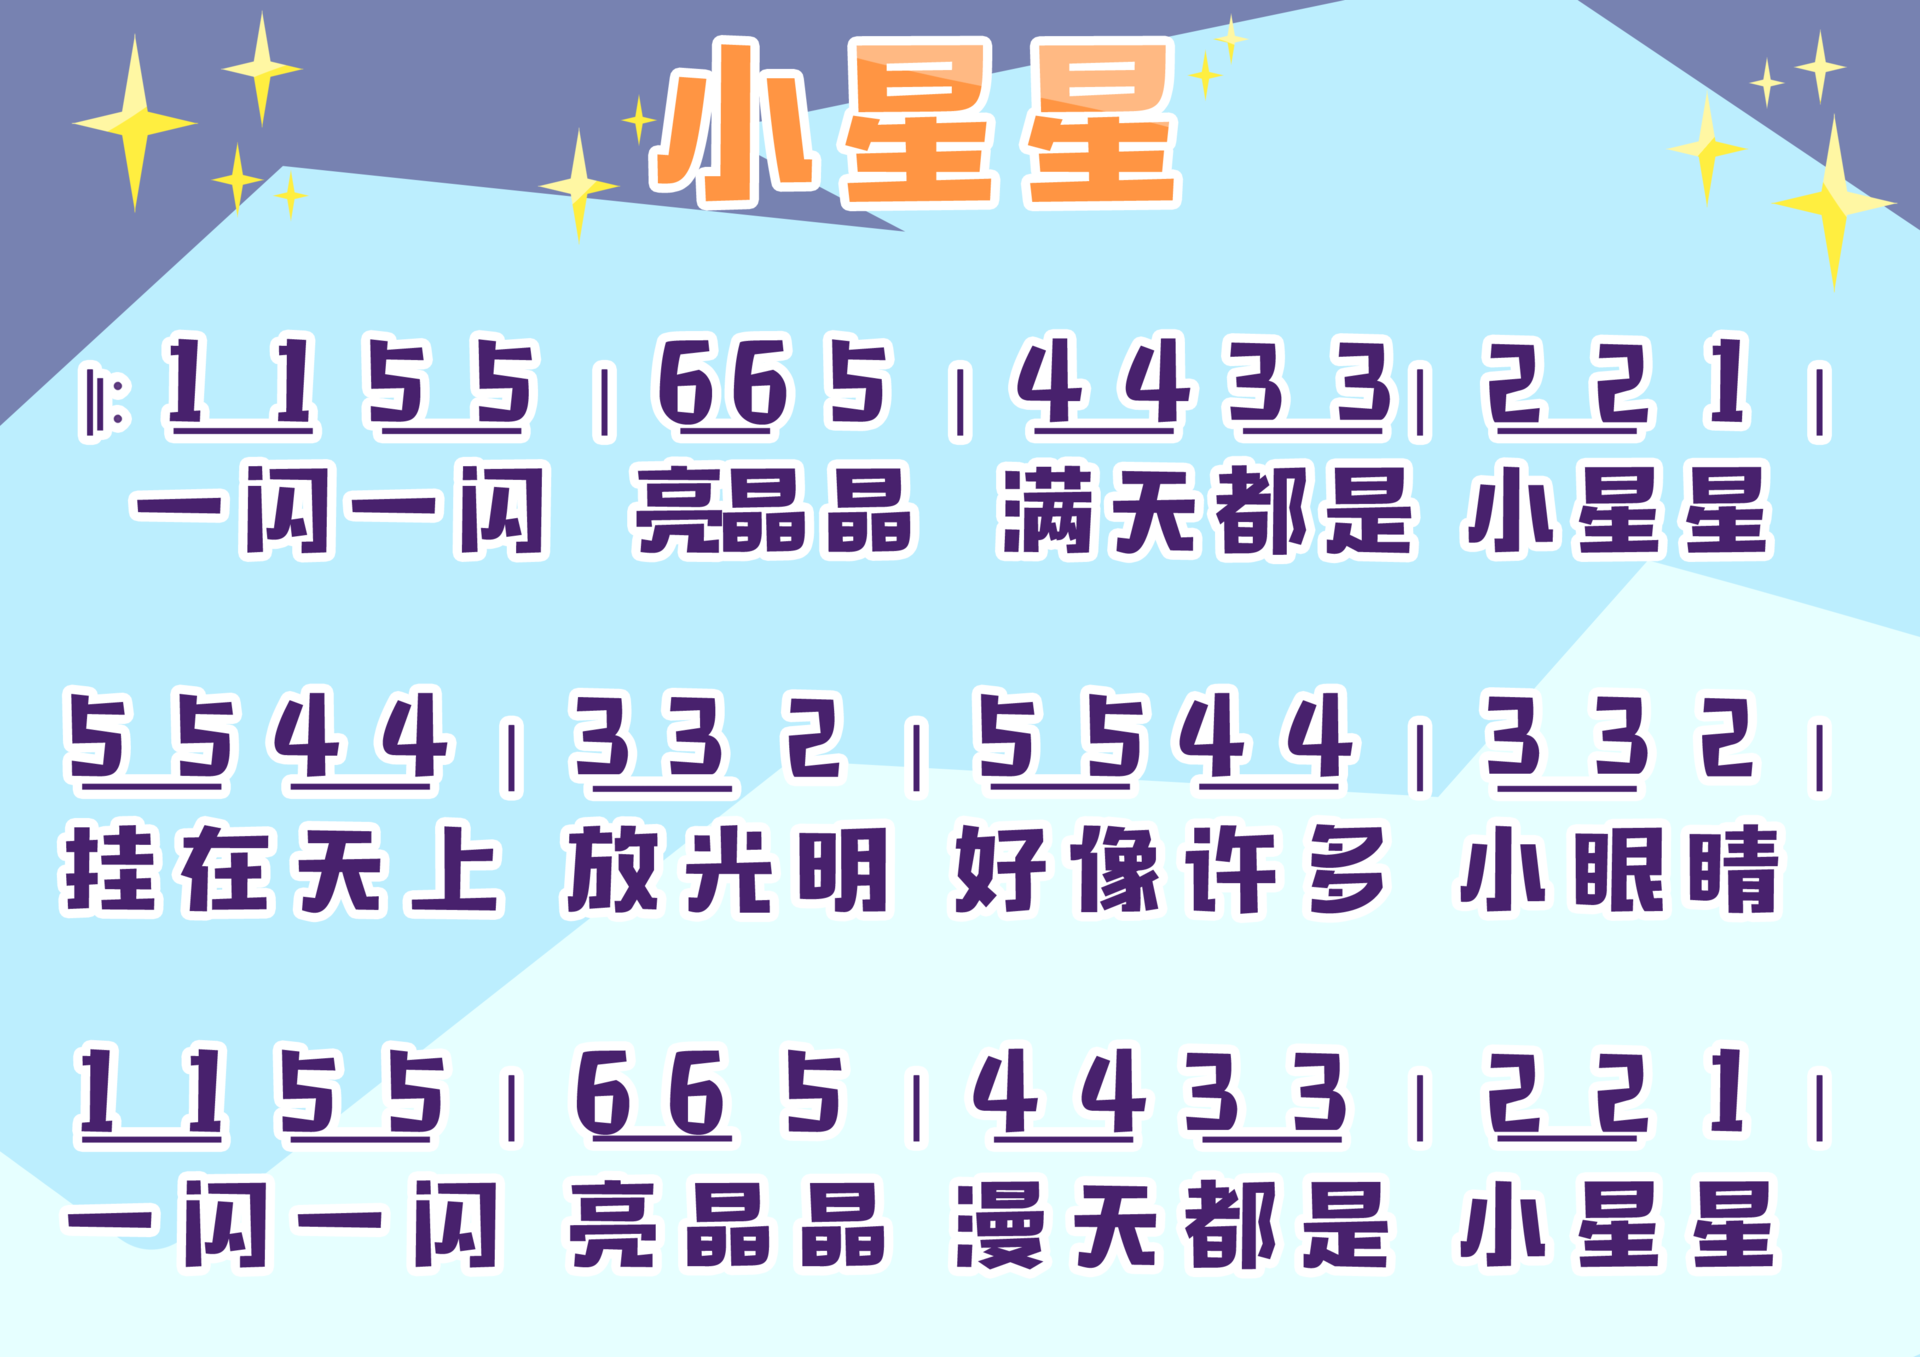 小星星
‖: 1 1 5 5 | 6 6 5 | 4 4 3 3 | 2 2 1 |
一闪一闪 亮晶晶 满天都是 小星星
5 5 4 4 | 3 3 2 | 5 5 4 4 | 3 3 2 |
挂在天上 放光明 好像许多 小眼睛
1 1 5 5 | 6 6 5 | 4 4 3 3 | 2 2 1 |
一闪一闪 亮晶晶 漫天都是 小星星